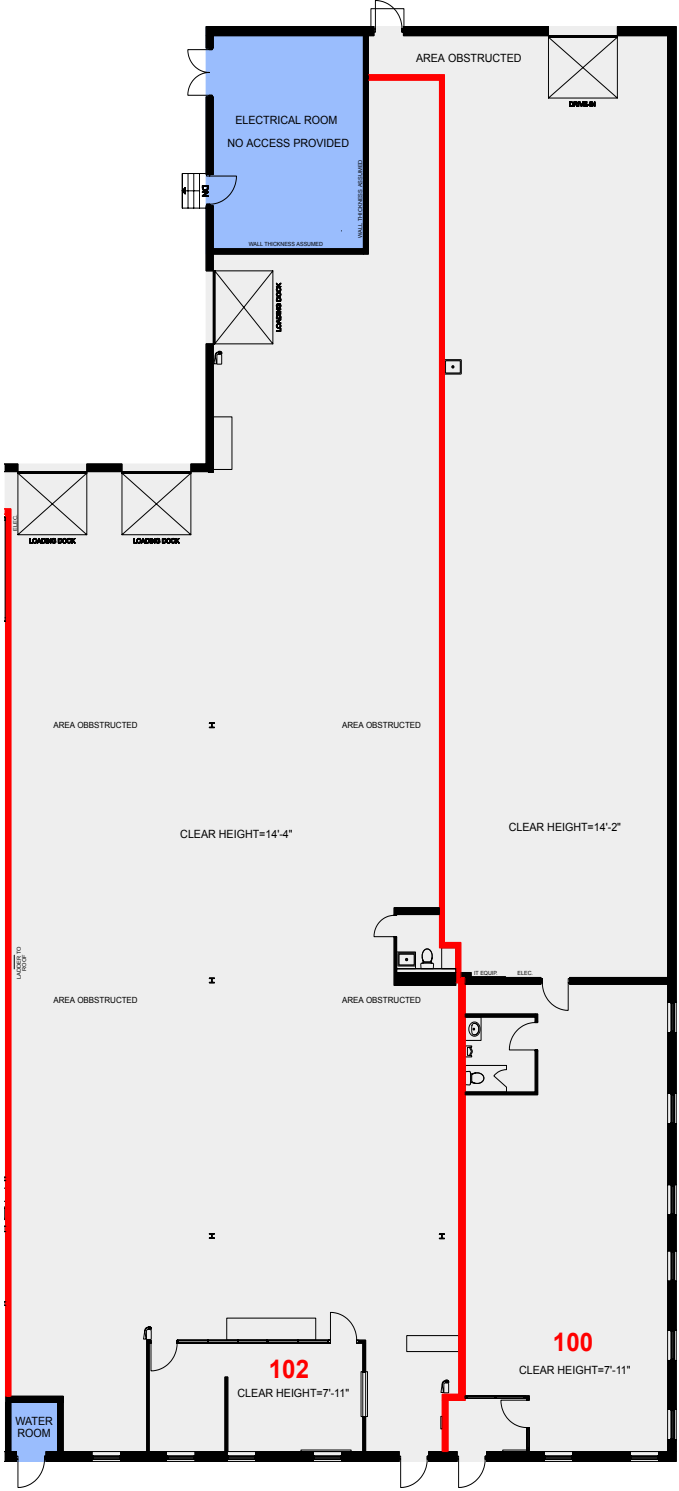 AREA OBSTRUCTED
DRIVE-IN
ELECTRICAL ROOM
NO ACCESS PROVIDED
WALL THICKNESS ASSUMED
WALL THICKNESS ASSUMED
DN
LOADING DOCK
ELEC.
LOADING DOCK
LOADING DOCK
AREA OBBSTRUCTED
AREA OBSTRUCTED
CLEAR HEIGHT=14'-4"
CLEAR HEIGHT=14'-2"
LADDER TO
ROOF
IT EQUIP.
ELEC.
AREA OBBSTRUCTED
AREA OBSTRUCTED
102
CLEAR HEIGHT=7'-11"
100
CLEAR HEIGHT=7'-11"
WATER
ROOM